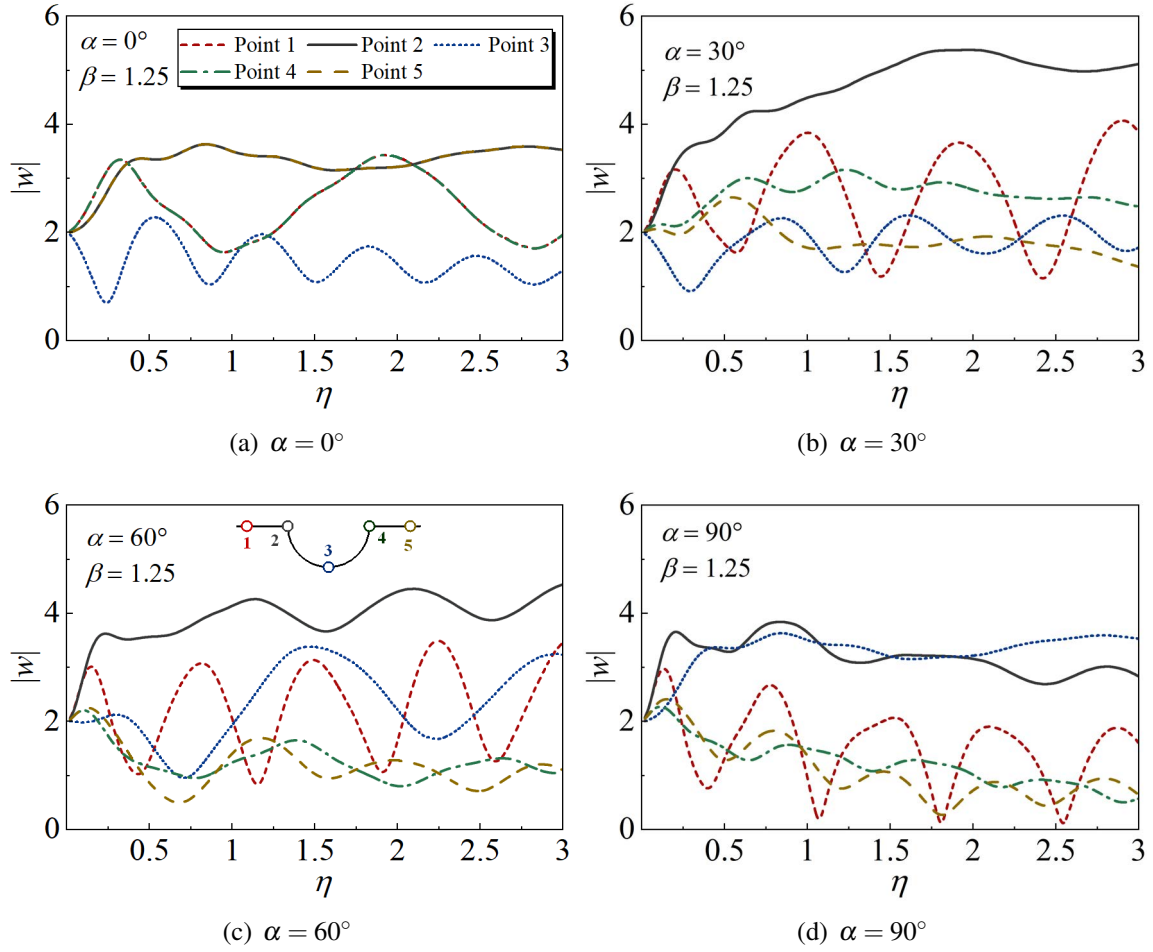 6
α = 0°
Point 1 Point 2 Point 3
Point 4 Point 5
β = 1.25
4
|w|
2
0
0.5 1 1.5 2 2.5 3
η
(a) α = 0°
6
α = 30°
β = 1.25
4
|w|
2
0
0.5 1 1.5 2 2.5 3
η
(b) α = 30°
6
α = 60°
β = 1.25
1 2 3 4 5
4
|w|
2
0
0.5 1 1.5 2 2.5 3
η
(c) α = 60°
6
α = 90°
β = 1.25
4
|w|
2
0
0.5 1 1.5 2 2.5 3
η
(d) α = 90°